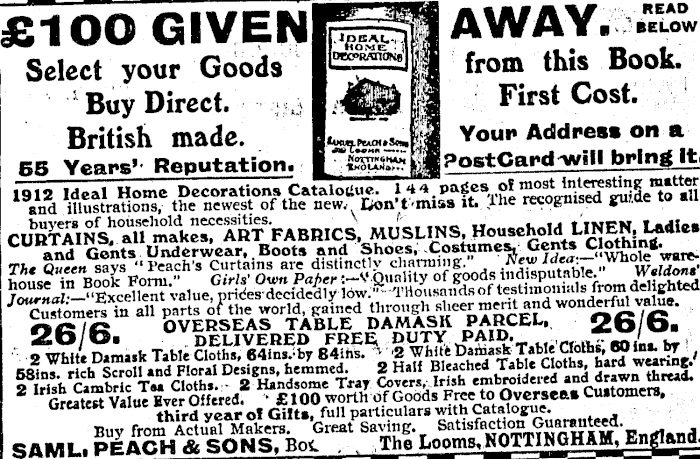 £100 GIVEN AWAY. READ BELOW
Select your Goods
Buy Direct.
British made.
55 Years' Reputation.
IDEAL
HOME
DECORATIONS
SAMUEL PEACH & SONS
THE LOOMS
NOTTINGHAM
ENGLAND
from this Book.
First Cost.
Your Address on a
PostCard will bring it
1912 Ideal Home Decorations Catalogue. 144 pages of most interesting matter
and illustrations, the newest of the new. Don't miss it. The recognised guide to all
buyers of household necessities.
CURTAINS, all makes, ART FABRICS, MUSLINS, Household LINEN, Ladies
and Gents Underwear, Boots and Shoes, Costumes, Gents Clothing.
The Queen says "Peach's Curtains are distinctly charming." New Idea:—"Whole ware-
house in Book Form." Girls' Own Paper:—"Quality of goods indisputable." Weldons'
Journal:—"Excellent value, prices decidedly low." Thousands of testimonials from delighted
Customers in all parts of the world, gained through sheer merit and wonderful value.
26/6. OVERSEAS TABLE DAMASK PARCEL, 26/6.
DELIVERED FREE DUTY PAID.
2 White Damask Table Cloths, 64ins. by 84ins. 2 White Damask Table Cloths, 60 ins. by
58ins. rich Scroll and Floral Designs, hemmed. 2 Half Bleached Table Cloths, hard wearing.
2 Irish Cambric Tea Cloths. 2 Handsome Tray Covers, Irish embroidered and drawn thread.
Greatest Value Ever Offered. £100 worth of Goods Free to Overseas Customers,
third year of Gifts, full particulars with Catalogue.
Buy from Actual Makers. Great Saving. Satisfaction Guaranteed.
SAML. PEACH & SONS, Box The Looms, NOTTINGHAM, England.